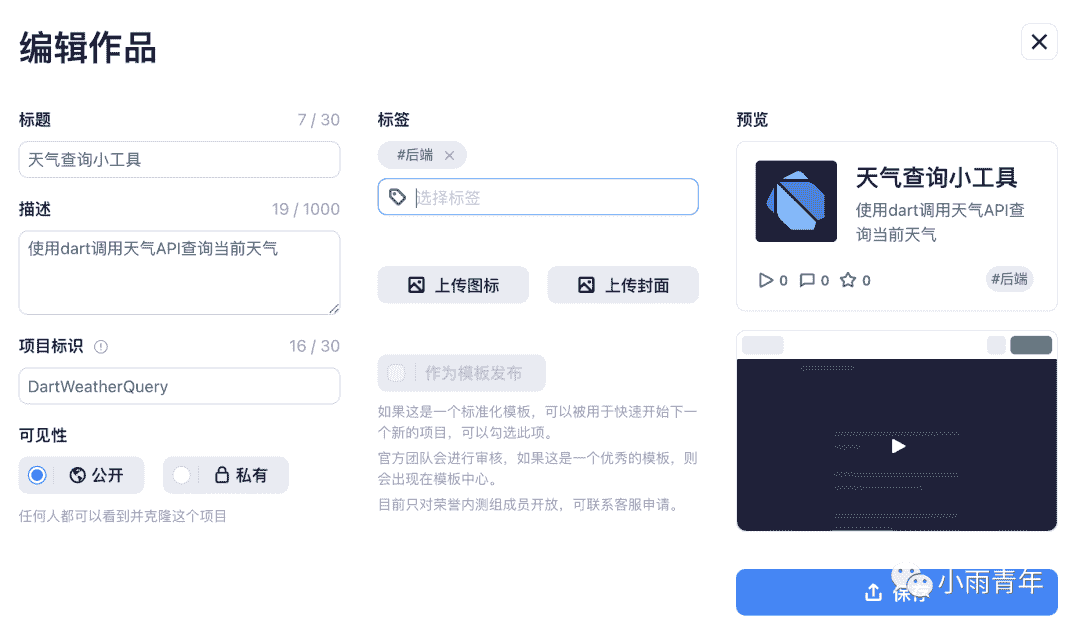 编辑作品
标题
7 / 30
天气查询小工具
描述
19 / 1000
使用dart调用天气API查询当前天气
项目标识
16 / 30
DartWeatherQuery
可见性
公开
私有
任何人都可以看到并克隆这个项目
标签
#后端
选择标签
上传图标
上传封面
作为模板发布
如果这是一个标准化模板，可以被用于快速开始下一
个新的项目，可以勾选此项。
官方团队会进行审核，如果这是一个优秀的模板，则
会出现在模板中心。
目前只对荣誉内测组成员开放，可联系客服申请。
预览
天气查询小工具
使用dart调用天气API查
询当前天气
0 0 0
#后端
保存
小雨青年